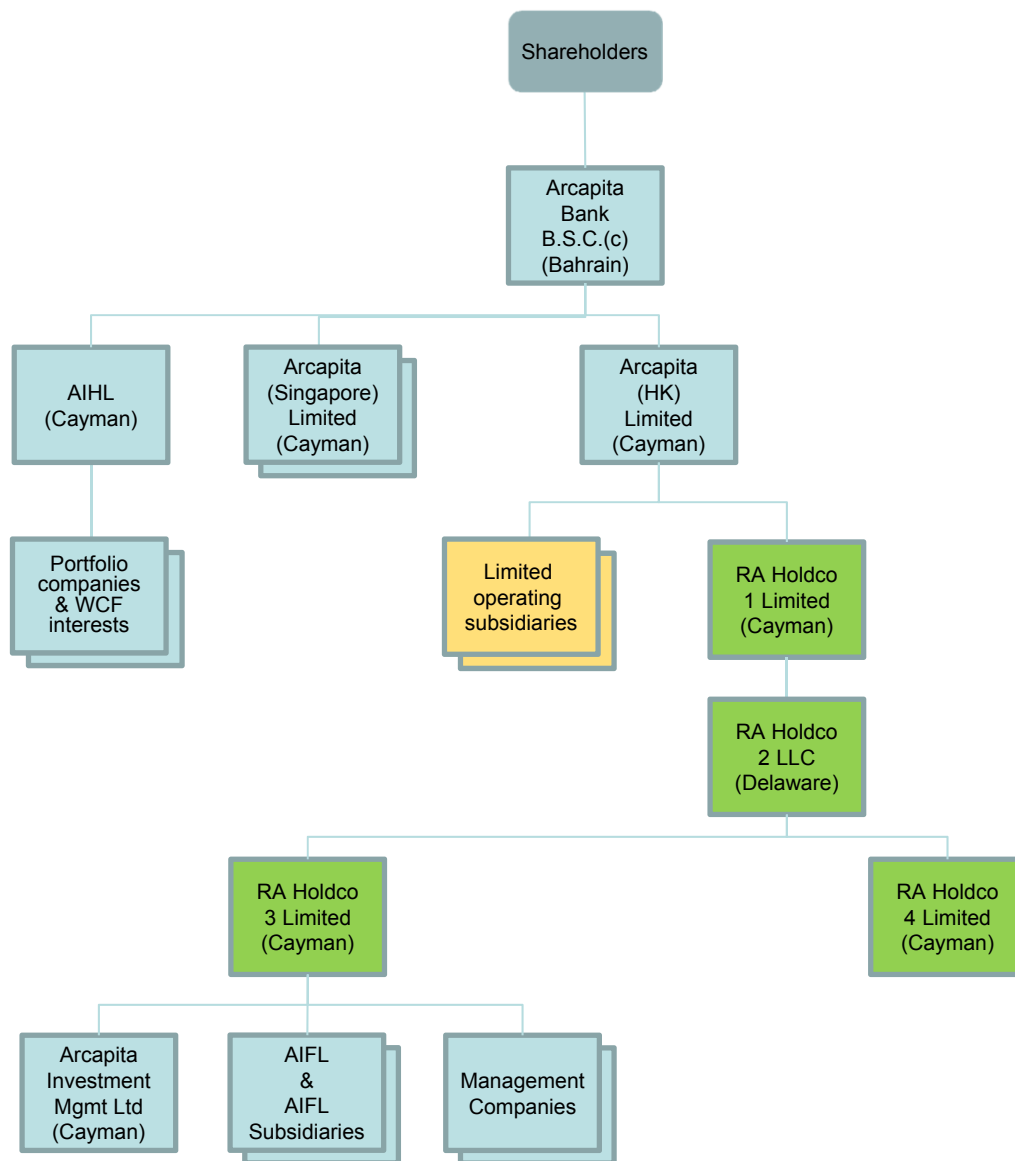 Shareholders
Arcapita
Bank
B.S.C.(c)
(Bahrain)
AIHL
(Cayman)
Arcapita
(Singapore)
Limited
(Cayman)
Arcapita
(HK)
Limited
(Cayman)
Portfolio
companies
& WCF
interests
Limited
operating
subsidiaries
RA Holdco
1 Limited
(Cayman)
RA Holdco
2 LLC
(Delaware)
RA Holdco
3 Limited
(Cayman)
RA Holdco
4 Limited
(Cayman)
Arcapita
Investment
Mgmt Ltd
(Cayman)
AIFL
&
AIFL
Subsidiaries
Management
Companies